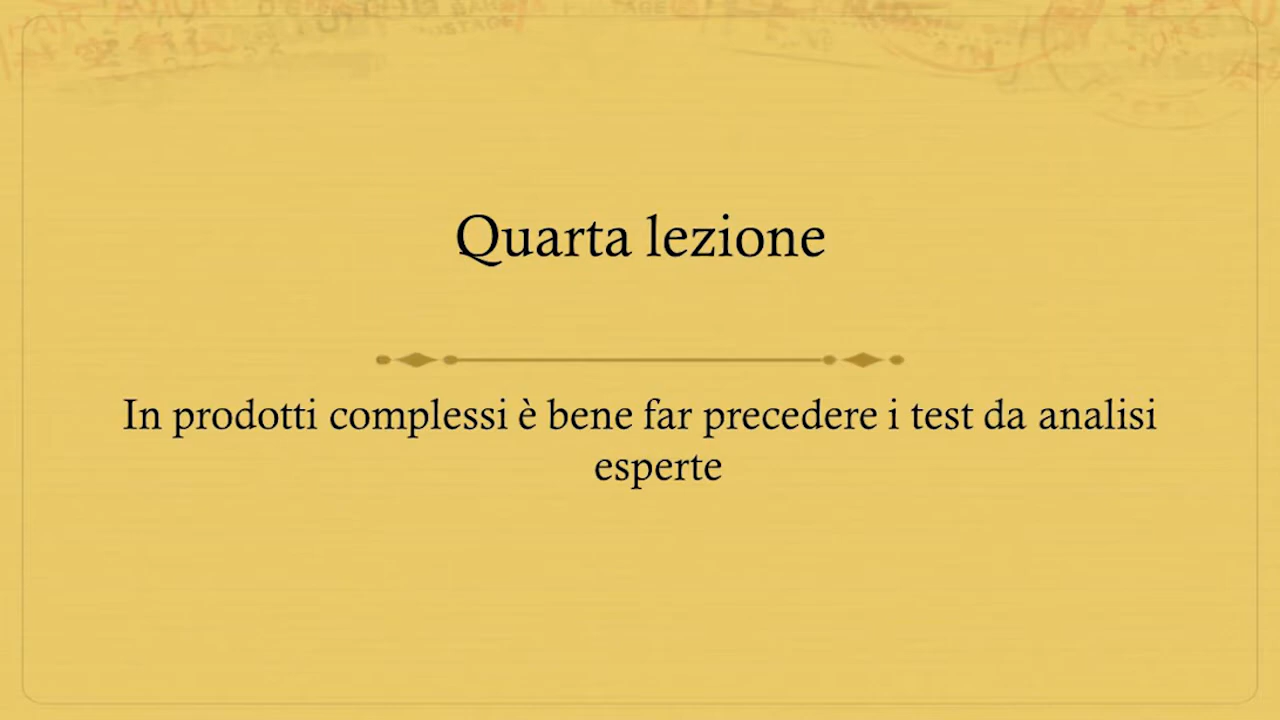 Quarta lezione
In prodotti complessi è bene far precedere i test da analisi
esperte